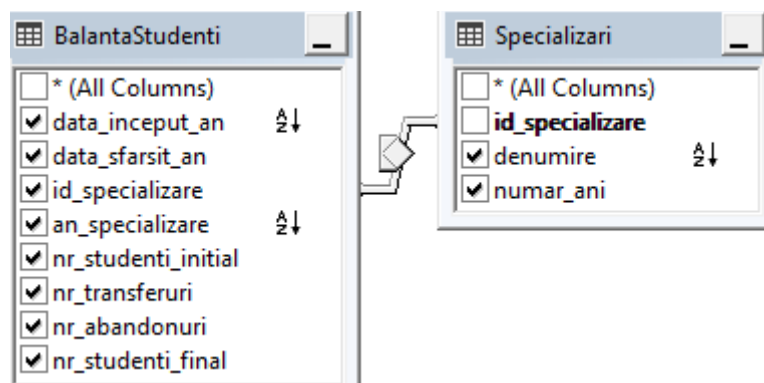 BalantaStudenti
* (All Columns)
data_inceput_an
data_sfarsit_an
id_specializare
an_specializare
nr_studenti_initial
nr_transferuri
nr_abandonuri
nr_studenti_final
Specializari
* (All Columns)
id_specializare
denumire
numar_ani